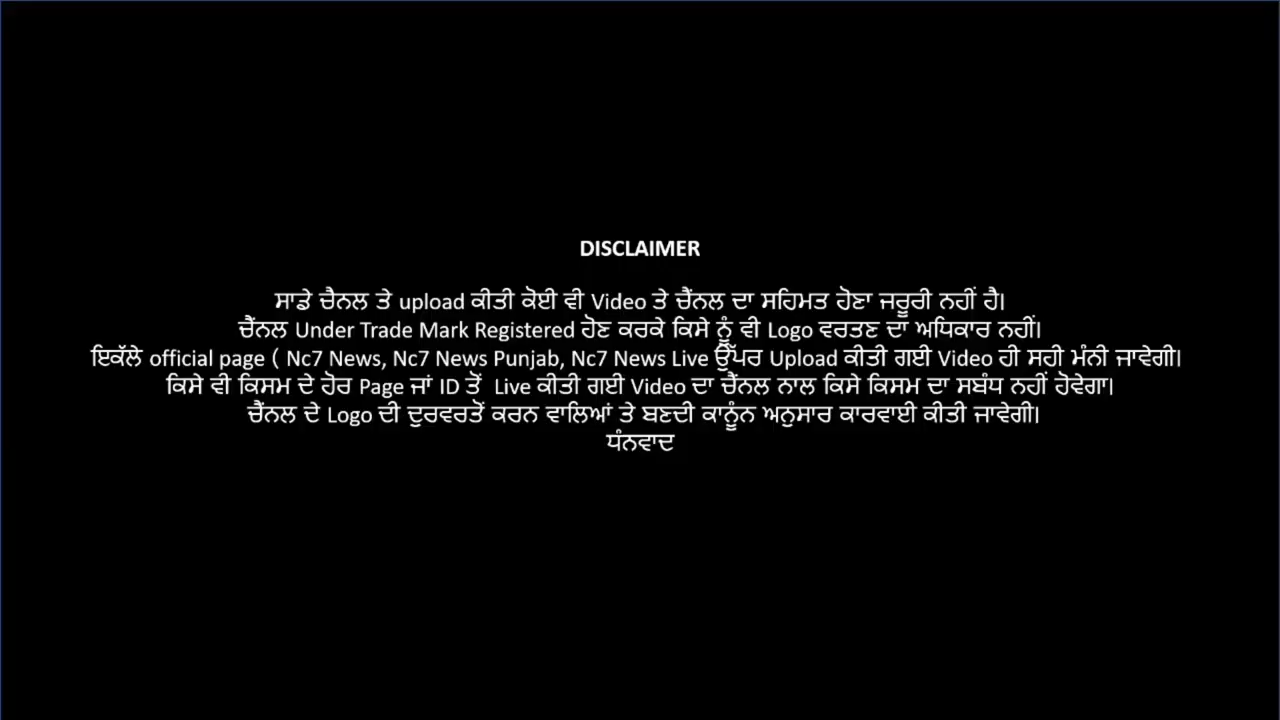 DISCLAIMER
ਸਾਡੇ ਚੈਨਲ ਤੇ upload ਕੀਤੀ ਕੋਈ ਵੀ Video ਤੇ ਚੈਂਨਲ ਦਾ ਸਹਿਮਤ ਹੋਣਾ ਜਰੂਰੀ ਨਹੀਂ ਹੈ।
ਚੈਂਨਲ Under Trade Mark Registered ਹੋਣ ਕਰਕੇ ਕਿਸੇ ਨੂੰ ਵੀ Logo ਵਰਤਣ ਦਾ ਅਧਿਕਾਰ ਨਹੀਂ।
ਇਕੱਲੇ official page ( Nc7 News, Nc7 News Punjab, Nc7 News Live ਉੱਪਰ Upload ਕੀਤੀ ਗਈ Video ਹੀ ਸਹੀ ਮੰਨੀ ਜਾਵੇਗੀ।
ਕਿਸੇ ਵੀ ਕਿਸਮ ਦੇ ਹੋਰ Page ਜਾਂ ID ਤੋਂ Live ਕੀਤੀ ਗਈ Video ਦਾ ਚੈਂਨਲ ਨਾਲ ਕਿਸੇ ਕਿਸਮ ਦਾ ਸਬੰਧ ਨਹੀਂ ਹੋਵੇਗਾ।
ਚੈਂਨਲ ਦੇ Logo ਦੀ ਦੁਰਵਰਤੋਂ ਕਰਨ ਵਾਲਿਆਂ ਤੇ ਬਣਦੀ ਕਾਨੂੰਨ ਅਨੁਸਾਰ ਕਾਰਵਾਈ ਕੀਤੀ ਜਾਵੇਗੀ।
ਧੰਨਵਾਦ